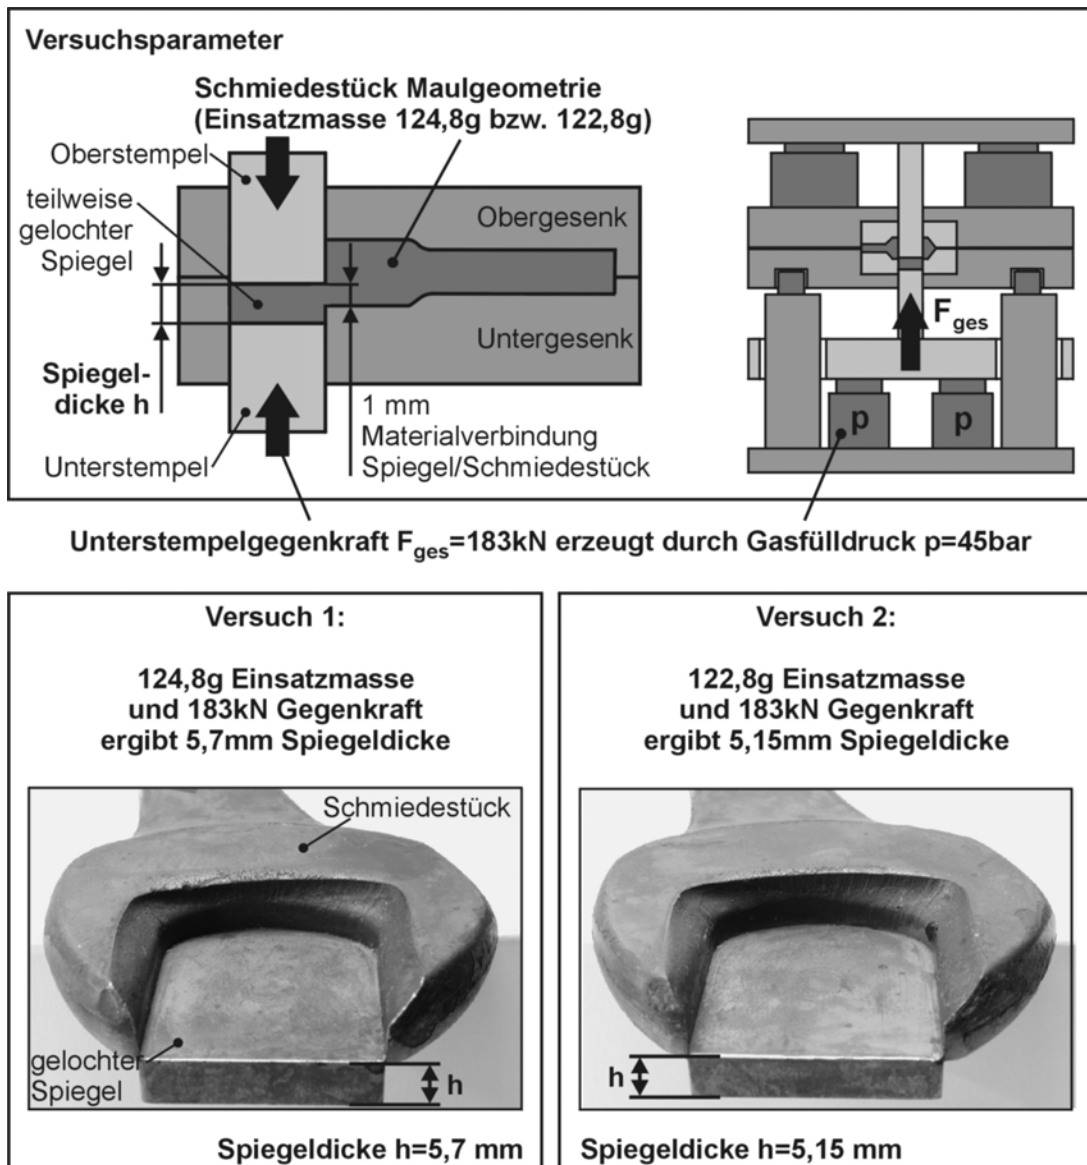 Versuchsparameter
Schmiedestück Maulgeometrie
(Einsatzmasse 124,8g bzw. 122,8g)
Oberstempel
teilweise
gelochter
Spiegel
Obergesenk
Untergesenk
Spiegel-
dicke h
1 mm
Materialverbindung
Spiegel/Schmiedestück
Unterstempel
F_ges
p
p
Unterstempelgegenkraft F_ges=183kN erzeugt durch Gasfülldruck p=45bar
Versuch 1:
124,8g Einsatzmasse
und 183kN Gegenkraft
ergibt 5,7mm Spiegeldicke
Schmiedestück
gelochter
Spiegel
h
Spiegeldicke h=5,7 mm
Versuch 2:
122,8g Einsatzmasse
und 183kN Gegenkraft
ergibt 5,15mm Spiegeldicke
h
Spiegeldicke h=5,15 mm